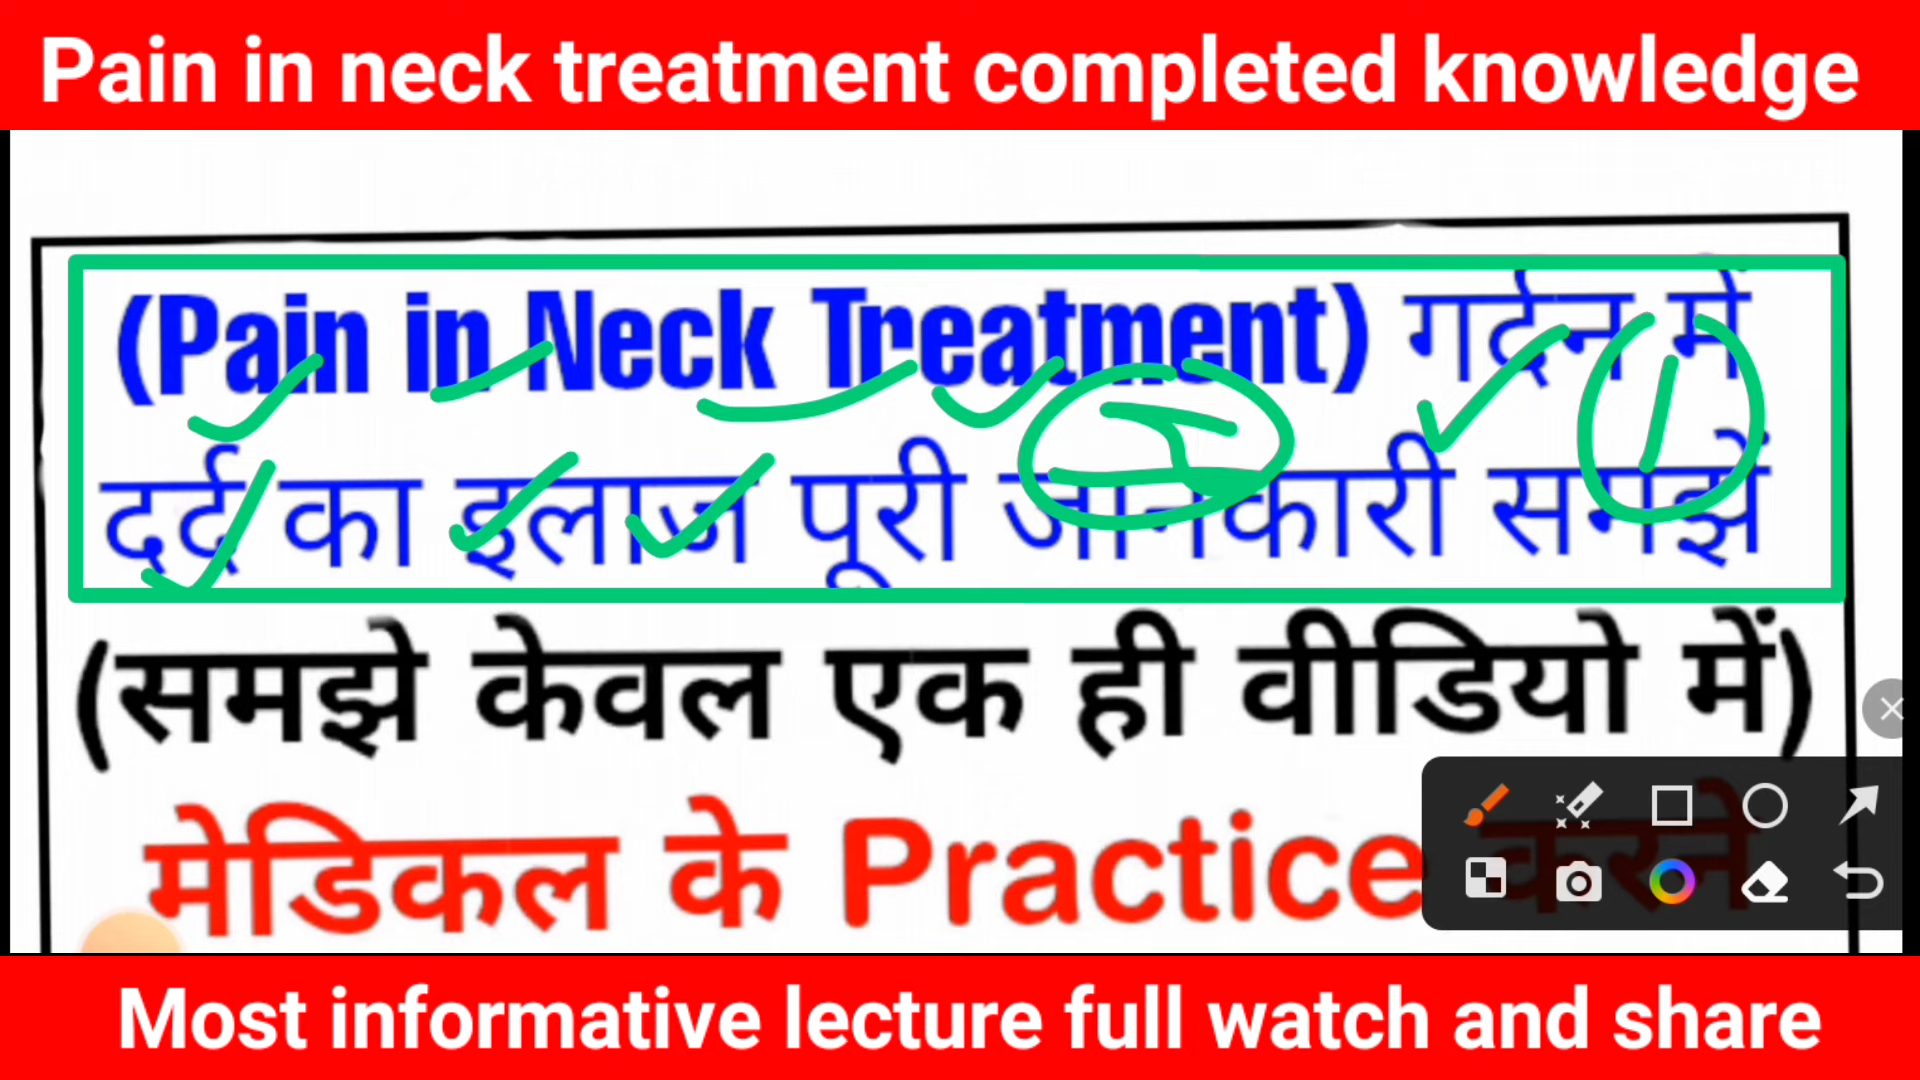 Pain in neck treatment completed knowledge
(Pain in Neck Treatment) गर्दन में
दर्द का इलाज पूरी जानकारी समझें
(समझे केवल एक ही वीडियो में)
मेडिकल के Practice करने
Most informative lecture full watch and share